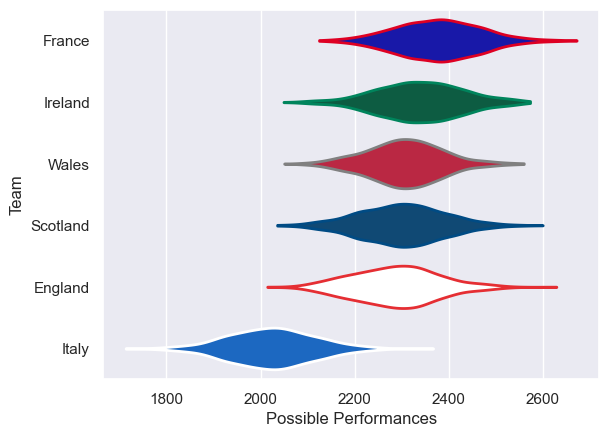 France
Ireland
Wales
Scotland
England
Italy
Team
1800 2000 2200 2400 2600
Possible Performances